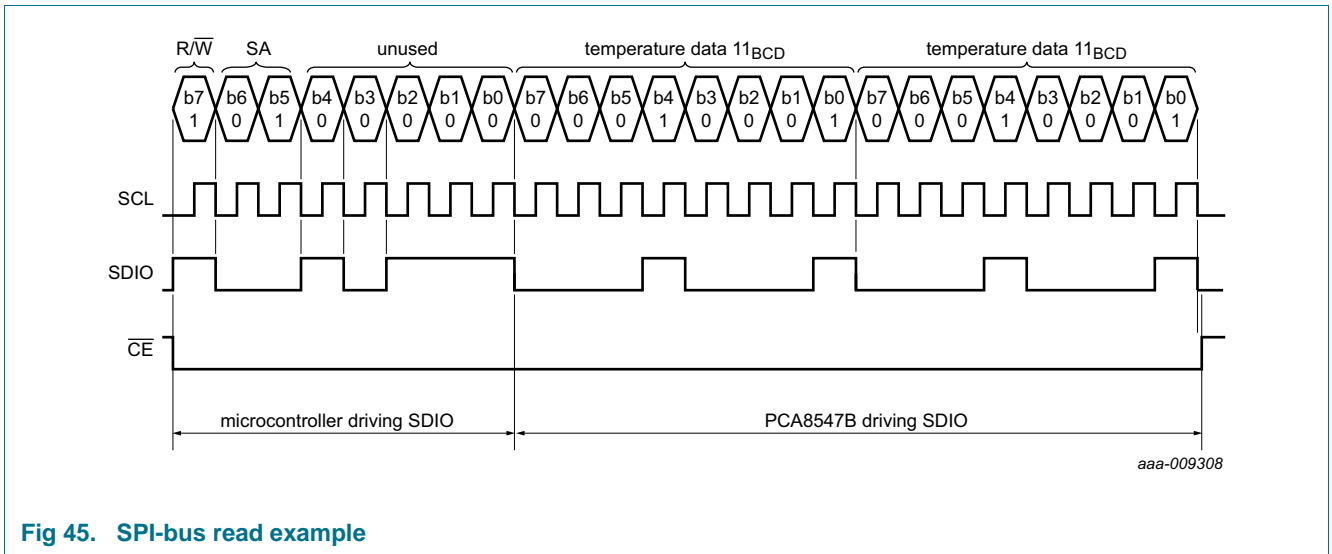 R/W SA unused temperature data 11BCD temperature data 11BCD
b7 b6 b5 b4 b3 b2 b1 b0 b7 b6 b5 b4 b3 b2 b1 b0 b7 b6 b5 b4 b3 b2 b1 b0
1 0 1 0 0 0 0 0 0 0 0 1 0 0 0 1 0 0 0 1 0 0 0 1
SCL
SDIO
CE
microcontroller driving SDIO PCA8547B driving SDIO
aaa-009308
Fig 45. SPI-bus read example